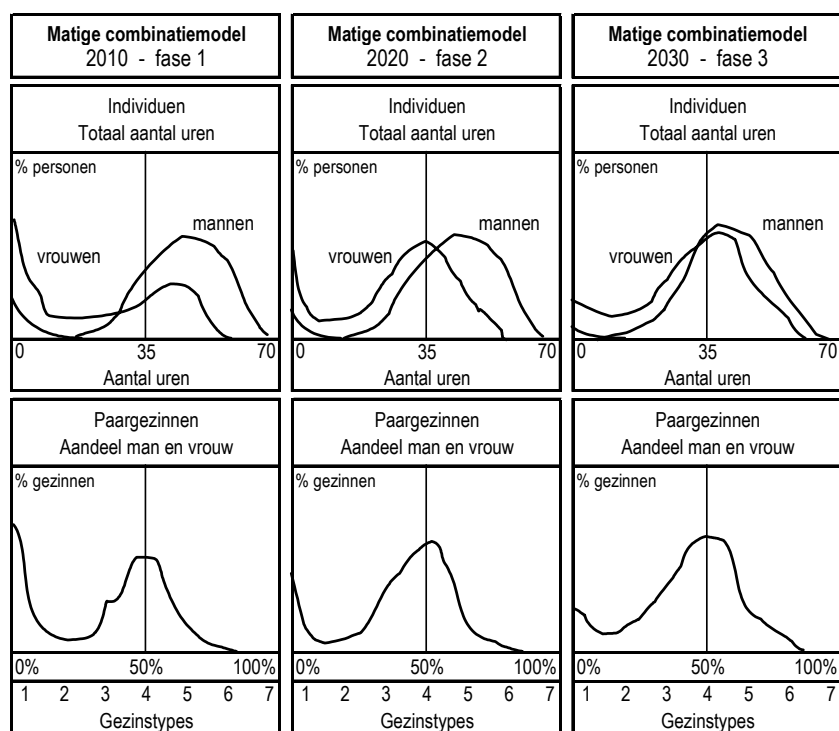 Matige combinatiemodel
2010 - fase 1
Individuen
Totaal aantal uren
% personen
mannen
vrouwen
0 35 70
Aantal uren
Paargezinnen
Aandeel man en vrouw
% gezinnen
0% 50% 100%
1 2 3 4 5 6 7
Gezinstypes
Matige combinatiemodel
2020 - fase 2
Individuen
Totaal aantal uren
% personen
mannen
vrouwen
0 35 70
Aantal uren
Paargezinnen
Aandeel man en vrouw
% gezinnen
0% 50% 100%
1 2 3 4 5 6 7
Gezinstypes
Matige combinatiemodel
2030 - fase 3
Individuen
Totaal aantal uren
% personen
mannen
vrouwen
0 35 70
Aantal uren
Paargezinnen
Aandeel man en vrouw
% gezinnen
0% 50% 100%
1 2 3 4 5 6 7
Gezinstypes